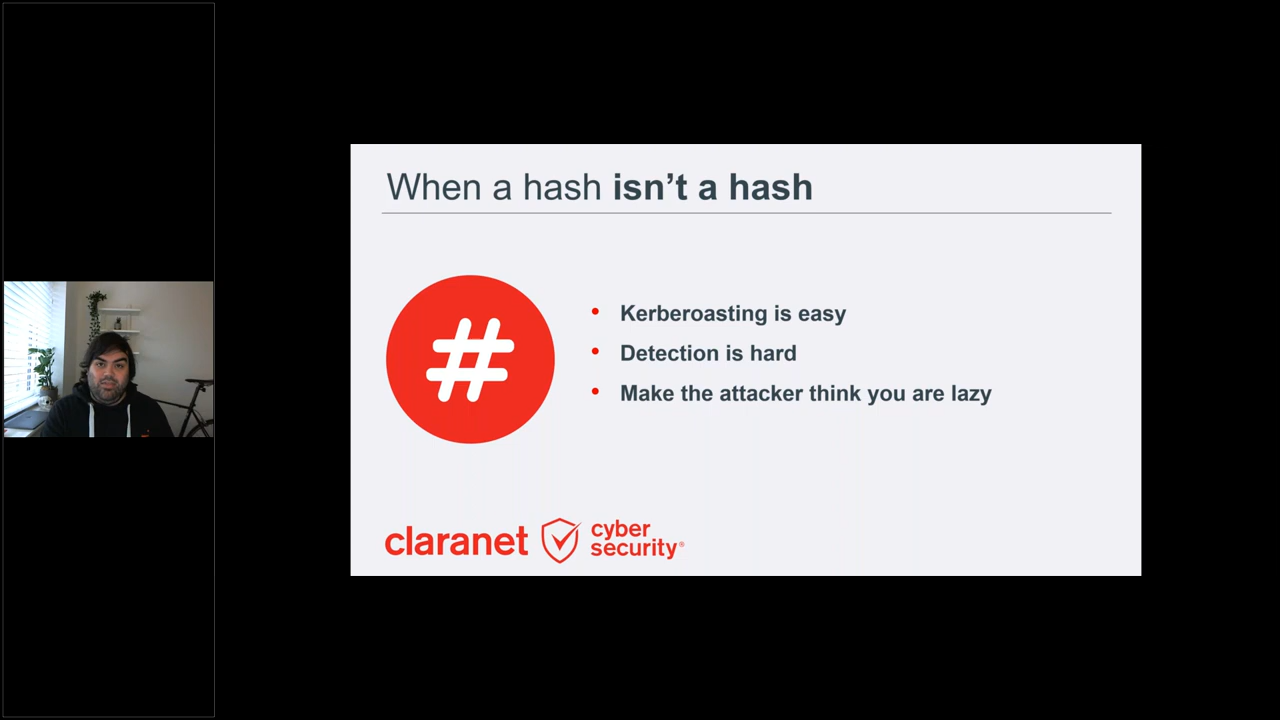 When a hash isn't a hash
#
Kerberoasting is easy
Detection is hard
Make the attacker think you are lazy
claranet cyber security®